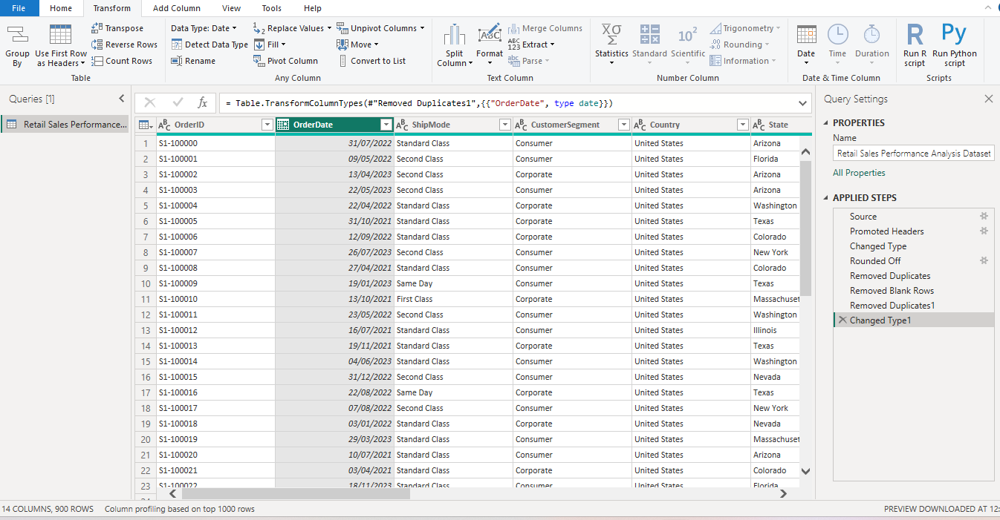 File Home Transform Add Column View Tools Help
Group By
Use First Row as Headers
Transpose
Reverse Rows
Count Rows
Table
Data Type: Date
Detect Data Type
Rename
Replace Values
Fill
Pivot Column
Unpivot Columns
Move
Convert to List
Any Column
Split Column
ABC
Format
Merge Columns
ABC 123 Extract
abc Parse
Text Column
Statistics
Standard
10² Scientific
Trigonometry
.00 Rounding
Information
Number Column
Date
Time
Duration
Date & Time Column
R Run R script
Py Run Python script
Scripts
Queries [1]
Retail Sales Performance...
fx = Table.TransformColumnTypes(#"Removed Duplicates1",{{"OrderDate", type date}})
ABC OrderID OrderDate ABC ShipMode ABC CustomerSegment ABC Country ABC State
1 S1-100000 31/07/2022 Standard Class Consumer United States Arizona
2 S1-100001 09/05/2022 Second Class Consumer United States Florida
3 S1-100002 13/04/2023 Second Class Corporate United States Arizona
4 S1-100003 22/05/2023 Second Class Consumer United States Arizona
5 S1-100004 22/04/2022 Standard Class Corporate United States Washington
6 S1-100005 31/10/2021 Standard Class Corporate United States Texas
7 S1-100006 12/09/2022 Standard Class Corporate United States Colorado
8 S1-100007 26/07/2023 Second Class Consumer United States New York
9 S1-100008 27/04/2021 Standard Class Corporate United States Colorado
10 S1-100009 19/01/2023 Same Day Consumer United States Texas
11 S1-100010 13/10/2021 First Class Corporate United States Massachuset
12 S1-100011 23/05/2022 Second Class Consumer United States Washington
13 S1-100012 16/07/2021 Standard Class Consumer United States Illinois
14 S1-100013 19/11/2021 Standard Class Corporate United States Texas
15 S1-100014 04/06/2023 Standard Class Consumer United States Washington
16 S1-100015 31/12/2022 Second Class Consumer United States Nevada
17 S1-100016 22/08/2022 Same Day Corporate United States Texas
18 S1-100017 07/08/2022 Second Class Consumer United States New York
19 S1-100018 03/01/2022 Standard Class Corporate United States Nevada
20 S1-100019 29/03/2023 Standard Class Consumer United States Massachuset
21 S1-100020 10/07/2021 Standard Class Consumer United States Arizona
22 S1-100021 03/04/2021 Standard Class Corporate United States Colorado
23 S1-100022 18/11/2023 Standard Class Consumer United States Florida
Query Settings
PROPERTIES
Name
Retail Sales Performance Analysis Dataset
All Properties
APPLIED STEPS
Source
Promoted Headers
Changed Type
Rounded Off
Removed Duplicates
Removed Blank Rows
Removed Duplicates1
Changed Type1
14 COLUMNS, 900 ROWS Column profiling based on top 1000 rows PREVIEW DOWNLOADED AT 12: